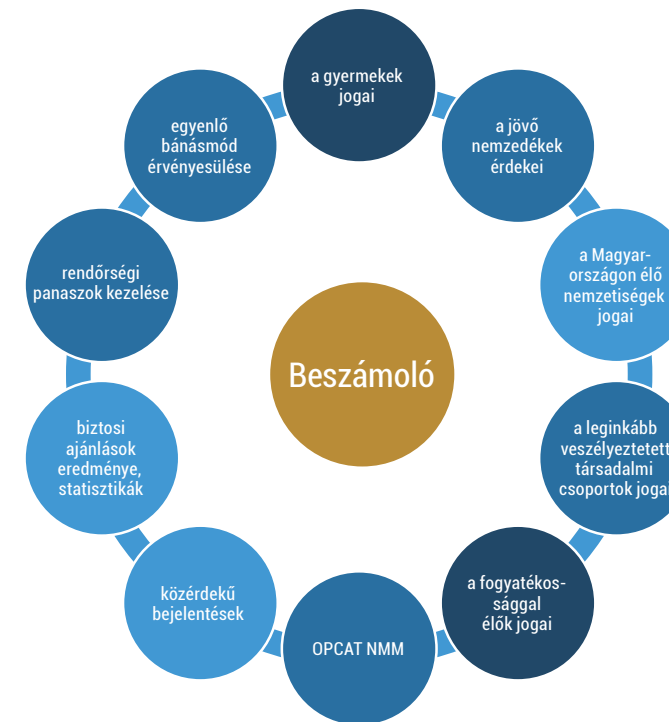 a gyermekek
jogai
a jövő
nemzedékek
érdekei
a Magyar-
országon élő
nemzetiségek
jogai
a leginkább
veszélyeztetett
társadalmi
csoportok jogai
a fogyatékos-
sággal
élők jogai
OPCAT NMM
közérdekű
bejelentések
biztosi
ajánlások
eredménye,
statisztikák
rendőrségi
panaszok kezelése
egyenlő
bánásmód
érvényesülése
Beszámoló